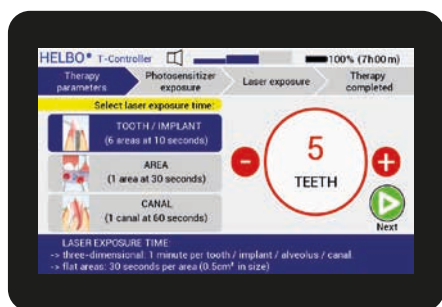 HELBO® T-Controller 100% (7h00m)
Therapy parameters
Photosensitizer exposure
Laser exposure
Therapy completed
Select laser exposure time:
TOOTH / IMPLANT
(6 areas at 10 seconds)
AREA
(1 area at 30 seconds)
CANAL
(1 canal at 60 seconds)
5
TEETH
Next
LASER EXPOSURE TIME:
-> three-dimensional: 1 minute per tooth / implant / alveolus / canal.
-> flat areas: 30 seconds per area (0.5cm² in size)